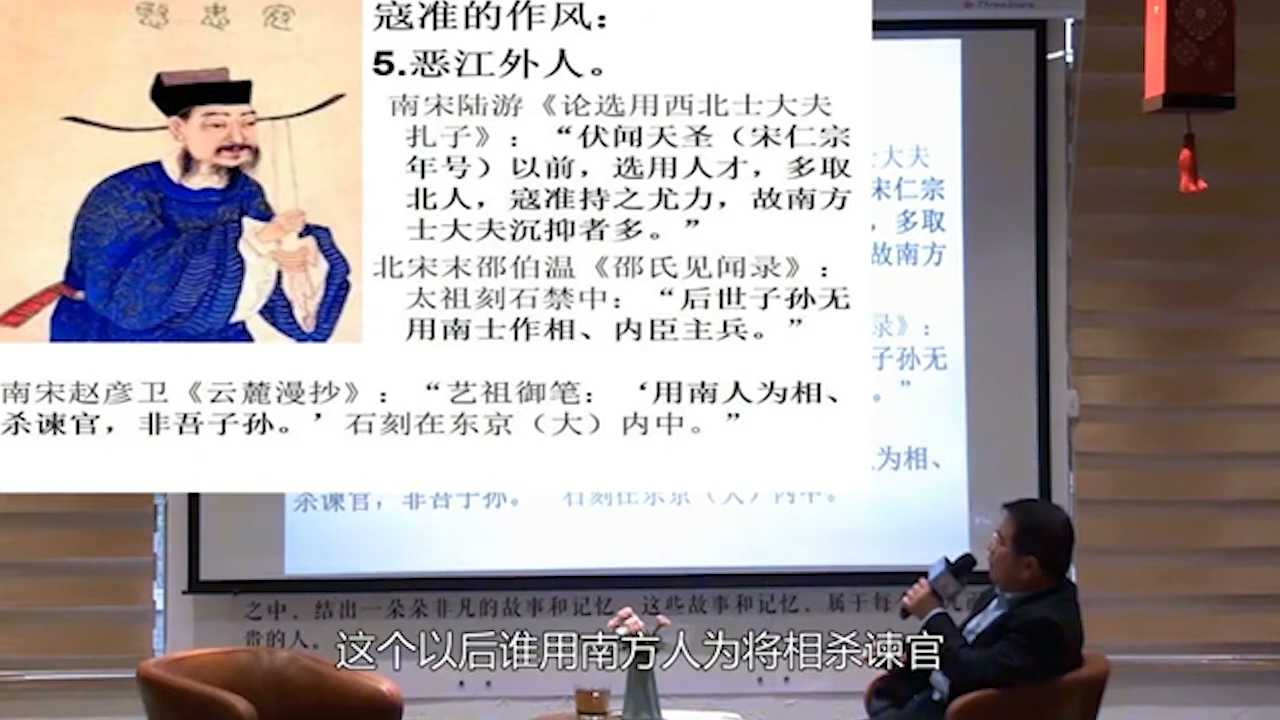 寇准的作风：
5.恶江外人。
南宋陆游《论选用西北士大夫
扎子》：“伏闻天圣（宋仁宗
年号）以前，选用人才，多取
北人，寇准持之尤力，故南方
士大夫沉抑者多。”
北宋末邵伯温《邵氏见闻录》：
太祖刻石禁中：“后世子孙无
用南士作相、内臣主兵。”
南宋赵彦卫《云麓漫抄》：“艺祖御笔：‘用南人为相、
杀谏官，非吾子孙。’石刻在东京（大）内中。”
士大夫
宋仁宗
，多取
故南方
录》：
子孙无
。”
为相、
杀谏官，非吾子孙。 石刻在东京（大）内中。
之中，结出一朵朵非凡的故事和记忆，这些故事和记忆，属于每
贵的人。
这个以后谁用南方人为将相杀谏官